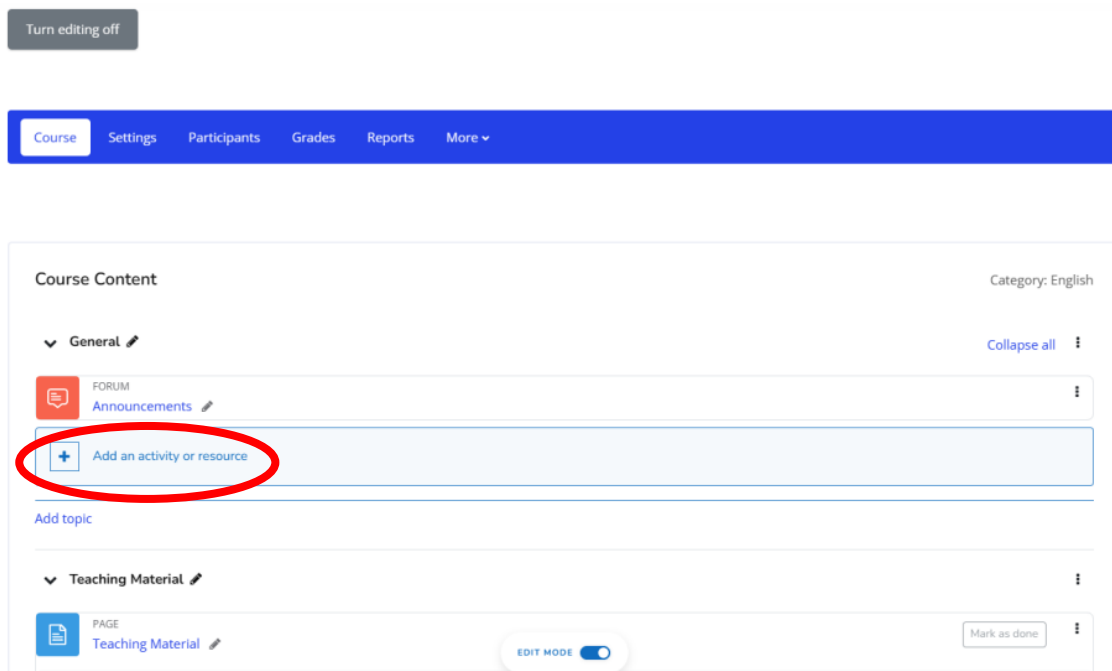 Turn editing off
Course Settings Participants Grades Reports More
Course Content
Category: English
General
Collapse all
FORUM
Announcements
Add an activity or resource
Add topic
Teaching Material
PAGE
Teaching Material
Mark as done
EDIT MODE